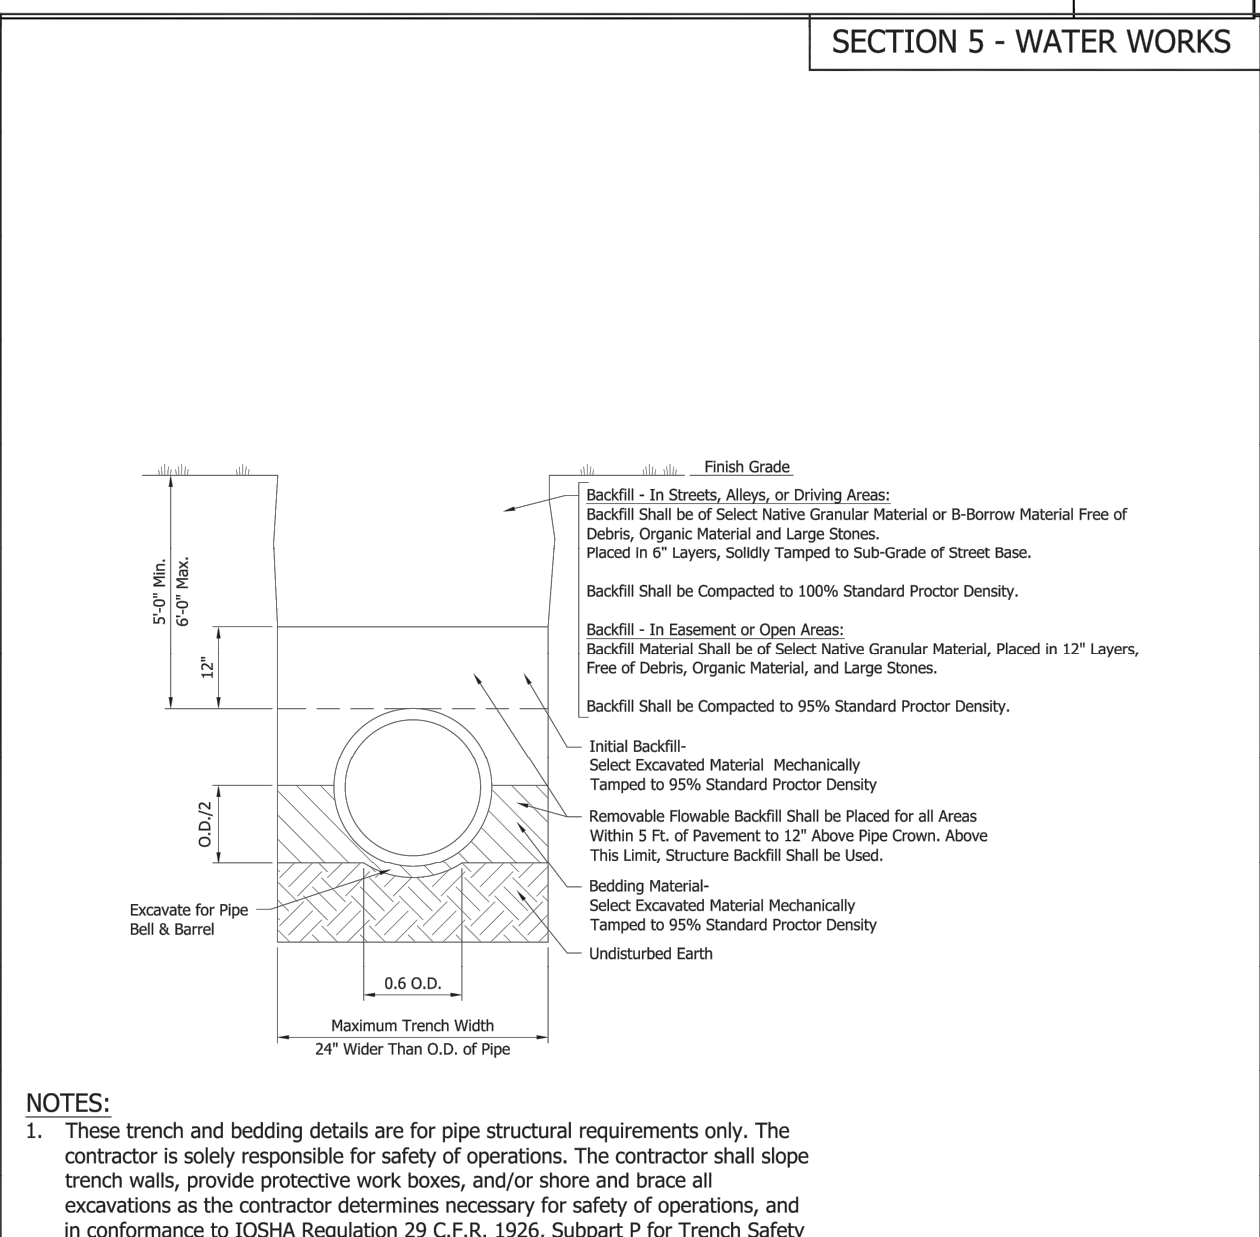 SECTION 5 - WATER WORKS
Finish Grade
Backfill - In Streets, Alleys, or Driving Areas:
Backfill Shall be of Select Native Granular Material or B-Borrow Material Free of
Debris, Organic Material and Large Stones.
Placed in 6" Layers, Solidly Tamped to Sub-Grade of Street Base.
Backfill Shall be Compacted to 100% Standard Proctor Density.
Backfill - In Easement or Open Areas:
Backfill Material Shall be of Select Native Granular Material, Placed in 12" Layers,
Free of Debris, Organic Material, and Large Stones.
Backfill Shall be Compacted to 95% Standard Proctor Density.
5'-0" Min.
6'-0" Max.
12"
Initial Backfill-
Select Excavated Material Mechanically
Tamped to 95% Standard Proctor Density
O.D./2
Removable Flowable Backfill Shall be Placed for all Areas
Within 5 Ft. of Pavement to 12" Above Pipe Crown. Above
This Limit, Structure Backfill Shall be Used.
Bedding Material-
Select Excavated Material Mechanically
Tamped to 95% Standard Proctor Density
Excavate for Pipe
Bell & Barrel
Undisturbed Earth
0.6 O.D.
Maximum Trench Width
24" Wider Than O.D. of Pipe
NOTES:
1. These trench and bedding details are for pipe structural requirements only. The
contractor is solely responsible for safety of operations. The contractor shall slope
trench walls, provide protective work boxes, and/or shore and brace all
excavations as the contractor determines necessary for safety of operations, and
in conformance to IOSHA Regulation 29 C.F.R. 1926, Subpart P for Trench Safety